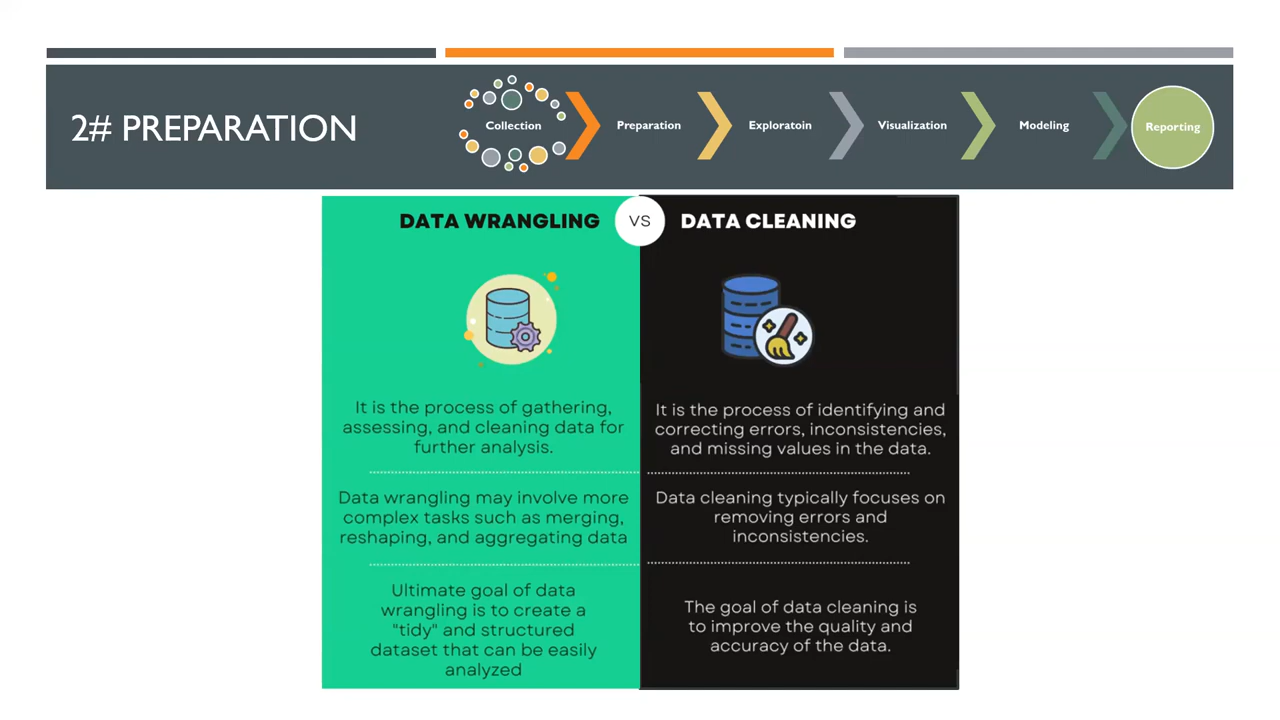 2# PREPARATION
Collection
Preparation
Exploratoin
Visualization
Modeling
Reporting
DATA WRANGLING
VS
DATA CLEANING
It is the process of gathering,
assessing, and cleaning data for
further analysis.
Data wrangling may involve more
complex tasks such as merging,
reshaping, and aggregating data
Ultimate goal of data
wrangling is to create a
"tidy" and structured
dataset that can be easily
analyzed
It is the process of identifying and
correcting errors, inconsistencies,
and missing values in the data.
Data cleaning typically focuses on
removing errors and
inconsistencies.
The goal of data cleaning is
to improve the quality and
accuracy of the data.